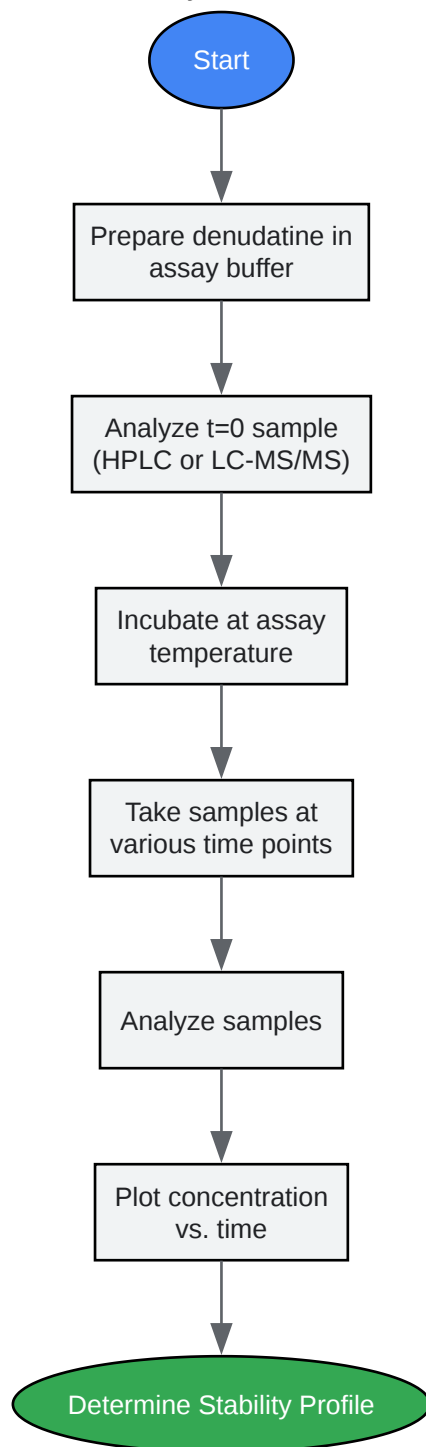 Start
Prepare denudatine in
assay buffer
Analyze t=0 sample
(HPLC or LC-MS/MS)
Incubate at assay
temperature
Take samples at
various time points
Analyze samples
Plot concentration
vs. time
Determine Stability Profile